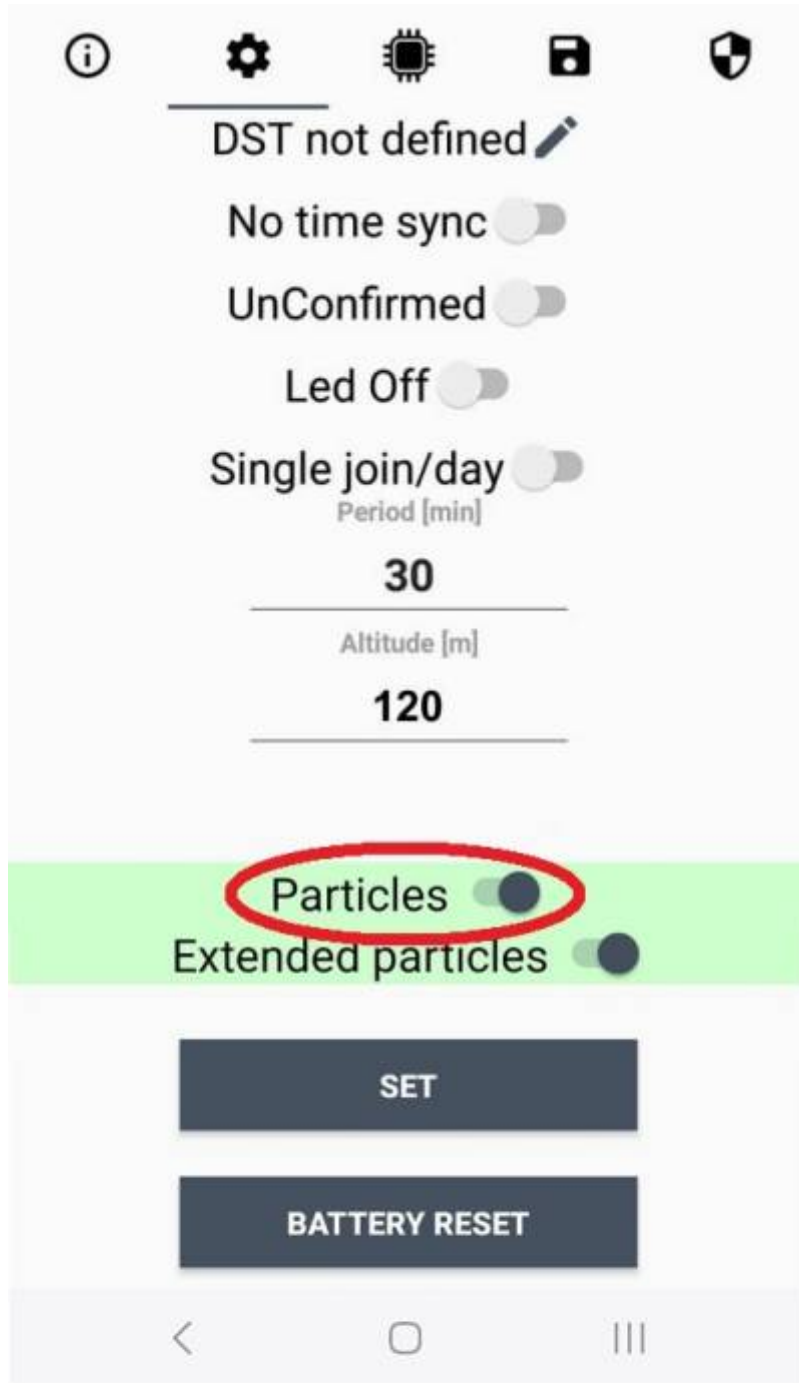 DST not defined
No time sync
UnConfirmed
Led Off
Single join/day
Period [min]
30
Altitude [m]
120
Particles
Extended particles
SET
BATTERY RESET